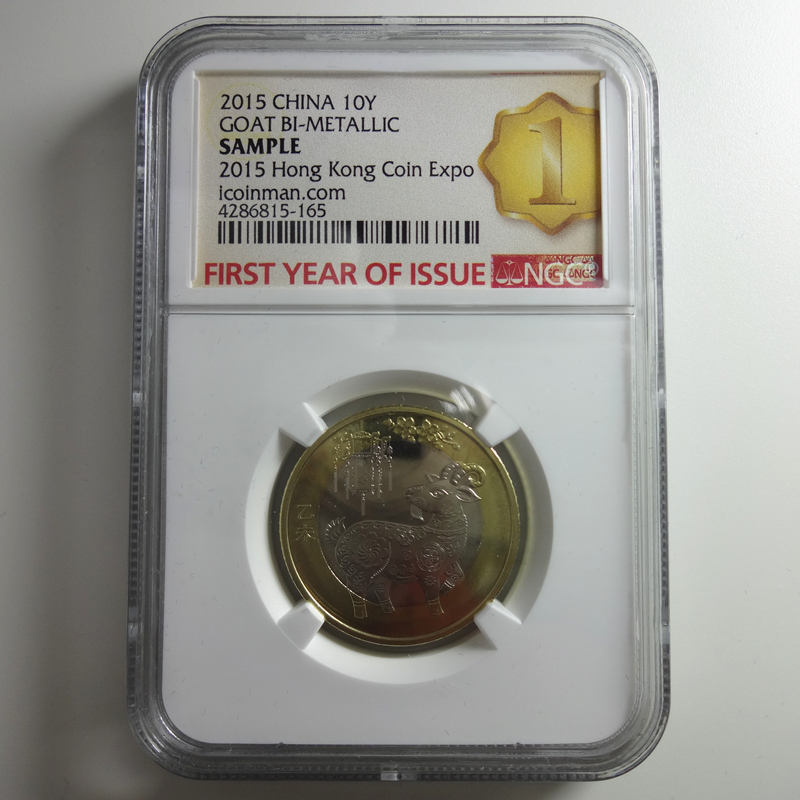 2015 CHINA 10Y
GOAT BI-METALLIC
SAMPLE
2015 Hong Kong Coin Expo
icoinman.com
4286815-165
1
FIRST YEAR OF ISSUE NGC
乙未